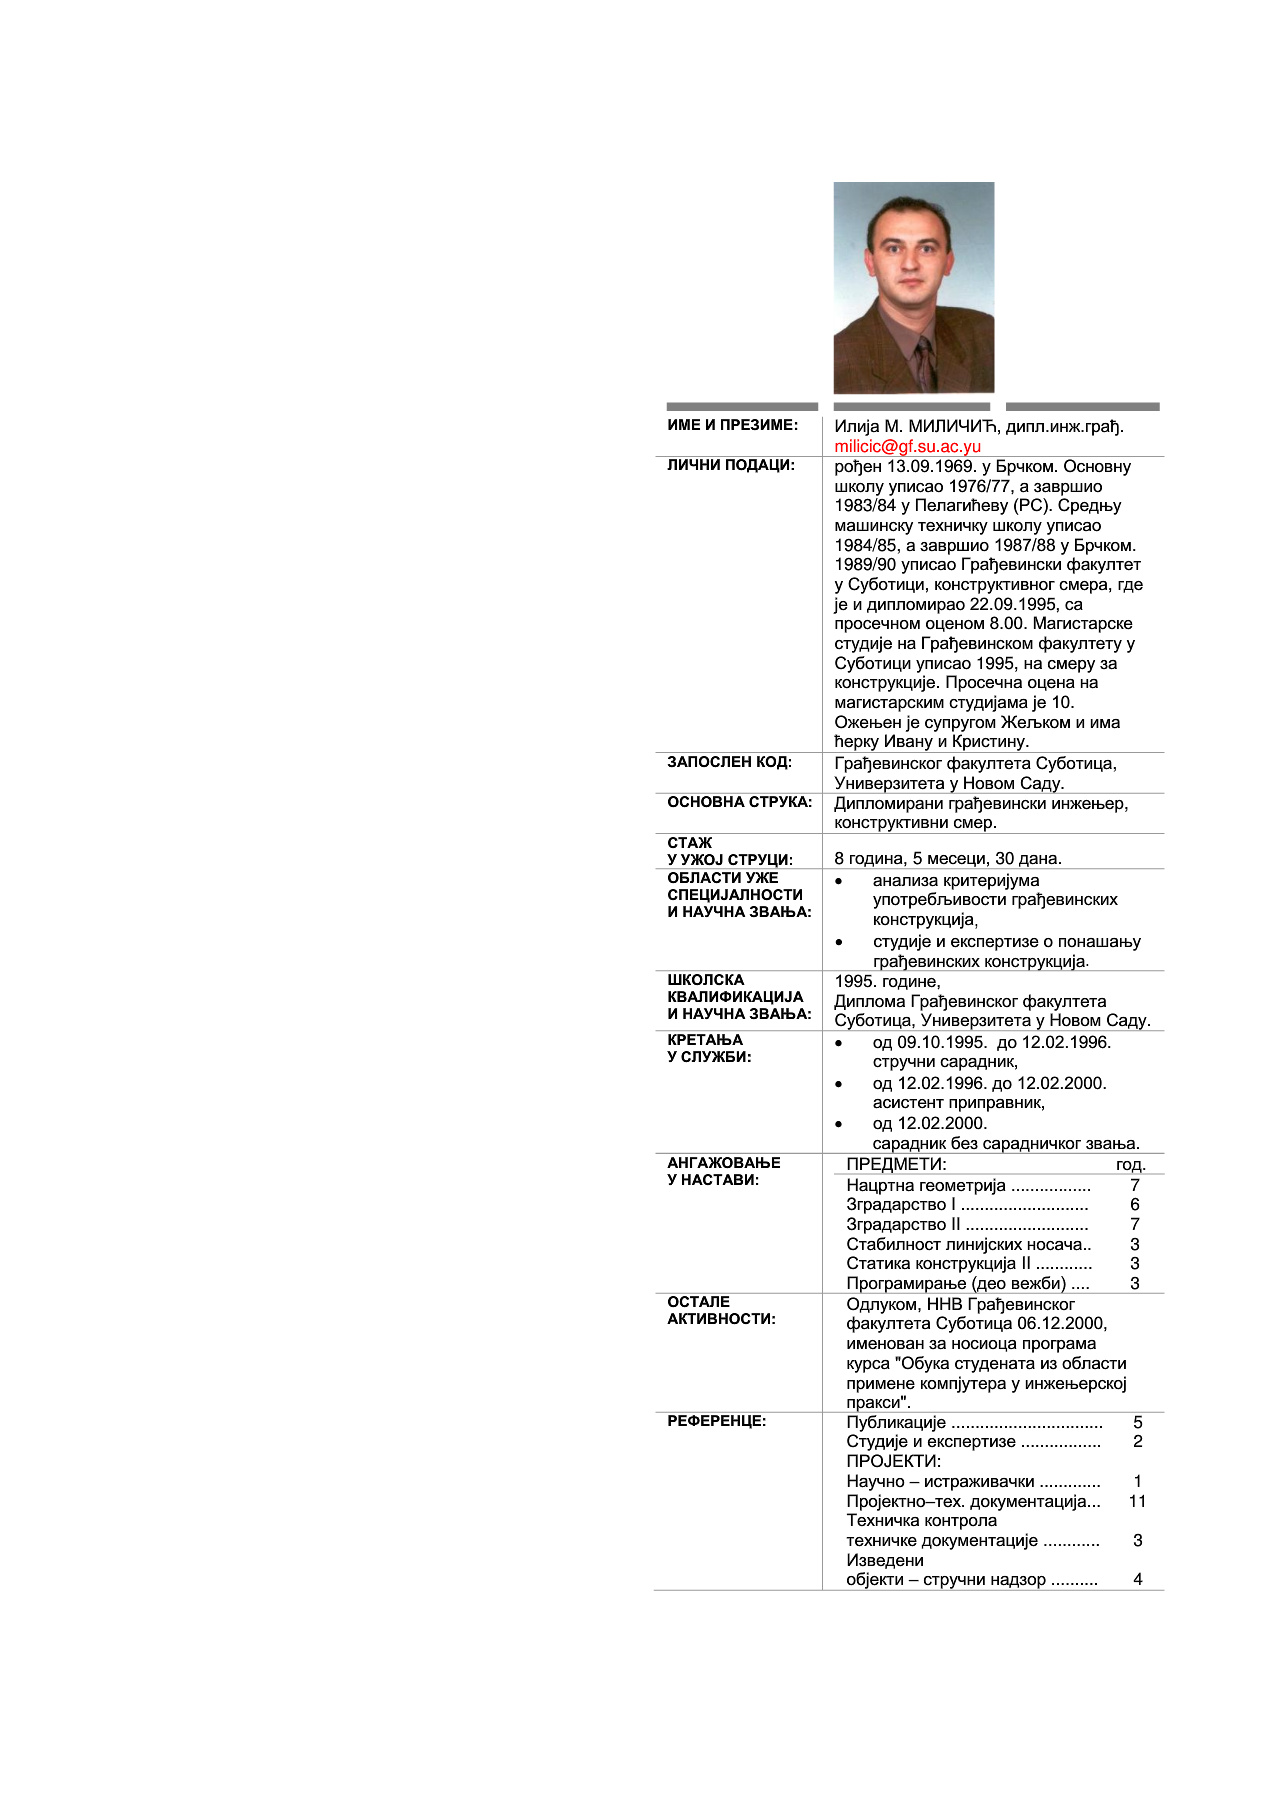 ИМЕ И ПРЕЗИМЕ:
Илија М. МИЛИЧИЋ, дипл.инж.грађ.
milicic@gf.su.ac.yu
ЛИЧНИ ПОДАЦИ:
рођен 13.09.1969. у Брчком. Основну
школу уписао 1976/77, а завршио
1983/84 у Пелагићеву (РС). Средњу
машинску техничку школу уписао
1984/85, а завршио 1987/88 у Брчком.
1989/90 уписао Грађевински факултет
у Суботици, конструктивног смера, где
је и дипломирао 22.09.1995, са
просечном оценом 8.00. Магистарске
студије на Грађевинском факултету у
Суботици уписао 1995, на смеру за
конструкције. Просечна оцена на
магистарским студијама је 10.
Ожењен је супругом Жељком и има
ћерку Ивану и Кристину.
ЗАПОСЛЕН КОД:
Грађевинског факултета Суботица,
Универзитета у Новом Саду.
ОСНОВНА СТРУКА:
Дипломирани грађевински инжењер,
конструктивни смер.
СТАЖ
У УЖОЈ СТРУЦИ:
8 година, 5 месеци, 30 дана.
ОБЛАСТИ УЖЕ
СПЕЦИЈАЛНОСТИ
И НАУЧНА ЗВАЊА:
• анализа критеријума
употребљивости грађевинских
конструкција,
• студије и експертизе о понашању
грађевинских конструкција.
ШКОЛСКА
КВАЛИФИКАЦИЈА
И НАУЧНА ЗВАЊА:
1995. године,
Диплома Грађевинског факултета
Суботица, Универзитета у Новом Саду.
КРЕТАЊА
У СЛУЖБИ:
• од 09.10.1995. до 12.02.1996.
стручни сарадник,
• од 12.02.1996. до 12.02.2000.
асистент приправник,
• од 12.02.2000.
сарадник без сарадничког звања.
АНГАЖОВАЊЕ
У НАСТАВИ:
ПРЕДМЕТИ: год.
Нацртна геометрија ................. 7
Зградарство I ........................... 6
Зградарство II .......................... 7
Стабилност линијских носача.. 3
Статика конструкција II ............ 3
Програмирање (део вежби) .... 3
ОСТАЛЕ
АКТИВНОСТИ:
Одлуком, ННВ Грађевинског
факултета Суботица 06.12.2000,
именован за носиоца програма
курса "Обука студената из области
примене компјутера у инжењерској
пракси".
РЕФЕРЕНЦЕ:
Публикације ................................ 5
Студије и експертизе ................. 2
ПРОЈЕКТИ:
Научно – истраживачки ............. 1
Пројектно–тех. документација... 11
Техничка контрола
техничке документације ............ 3
Изведени
објекти – стручни надзор .......... 4